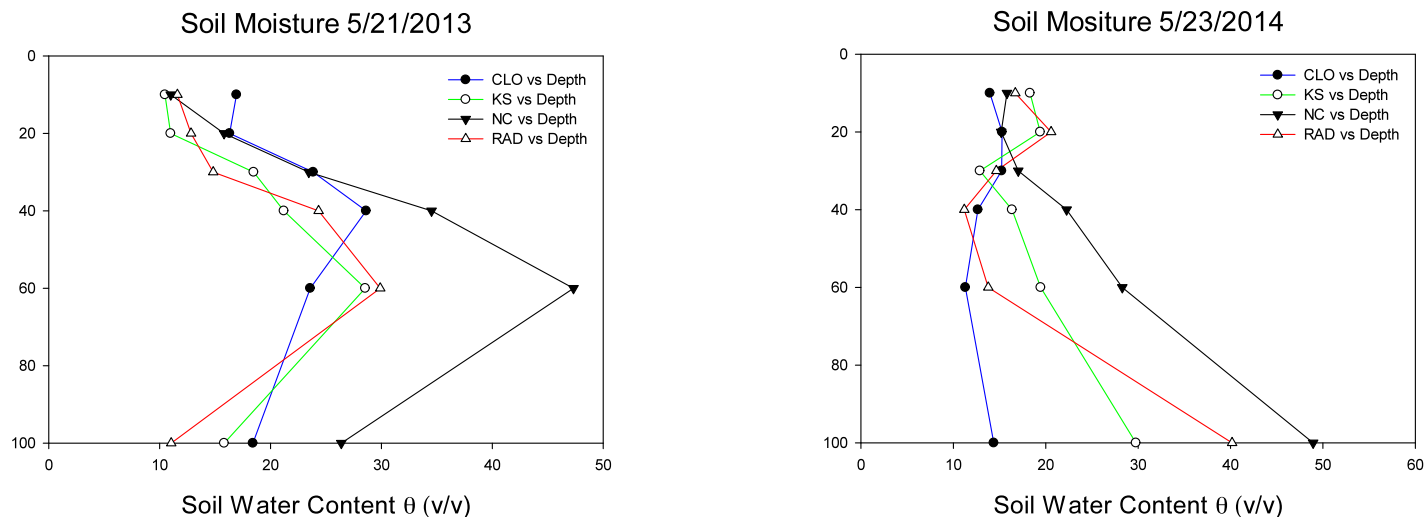 Soil Moisture 5/21/2013
0
20
40
60
80
100
0 10 20 30 40 50
CLO vs Depth
KS vs Depth
NC vs Depth
RAD vs Depth
Soil Water Content θ (v/v)
Soil Mositure 5/23/2014
0
20
40
60
80
100
0 10 20 30 40 50 60
CLO vs Depth
KS vs Depth
NC vs Depth
RAD vs Depth
Soil Water Content θ (v/v)